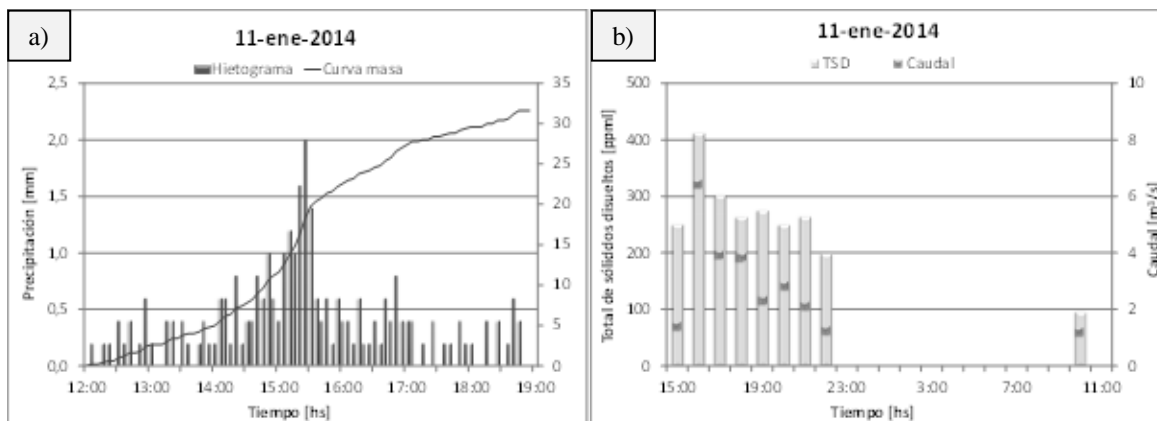 a)
11-ene-2014
Hietograma Curva masa
2,5
2,0
1,5
1,0
0,5
0,0
35
30
25
20
15
10
5
0
12:00 13:00 14:00 15:00 16:00 17:00 18:00 19:00
Tiempo [hs]
Precipitación [mm]
b)
11-ene-2014
TSD Caudal
500
400
300
200
100
0
10
8
6
4
2
0
15:00 19:00 23:00 3:00 7:00 11:00
Tiempo [hs]
Total de sóliddos disueltos [ppml]
Caudal [m³/s]